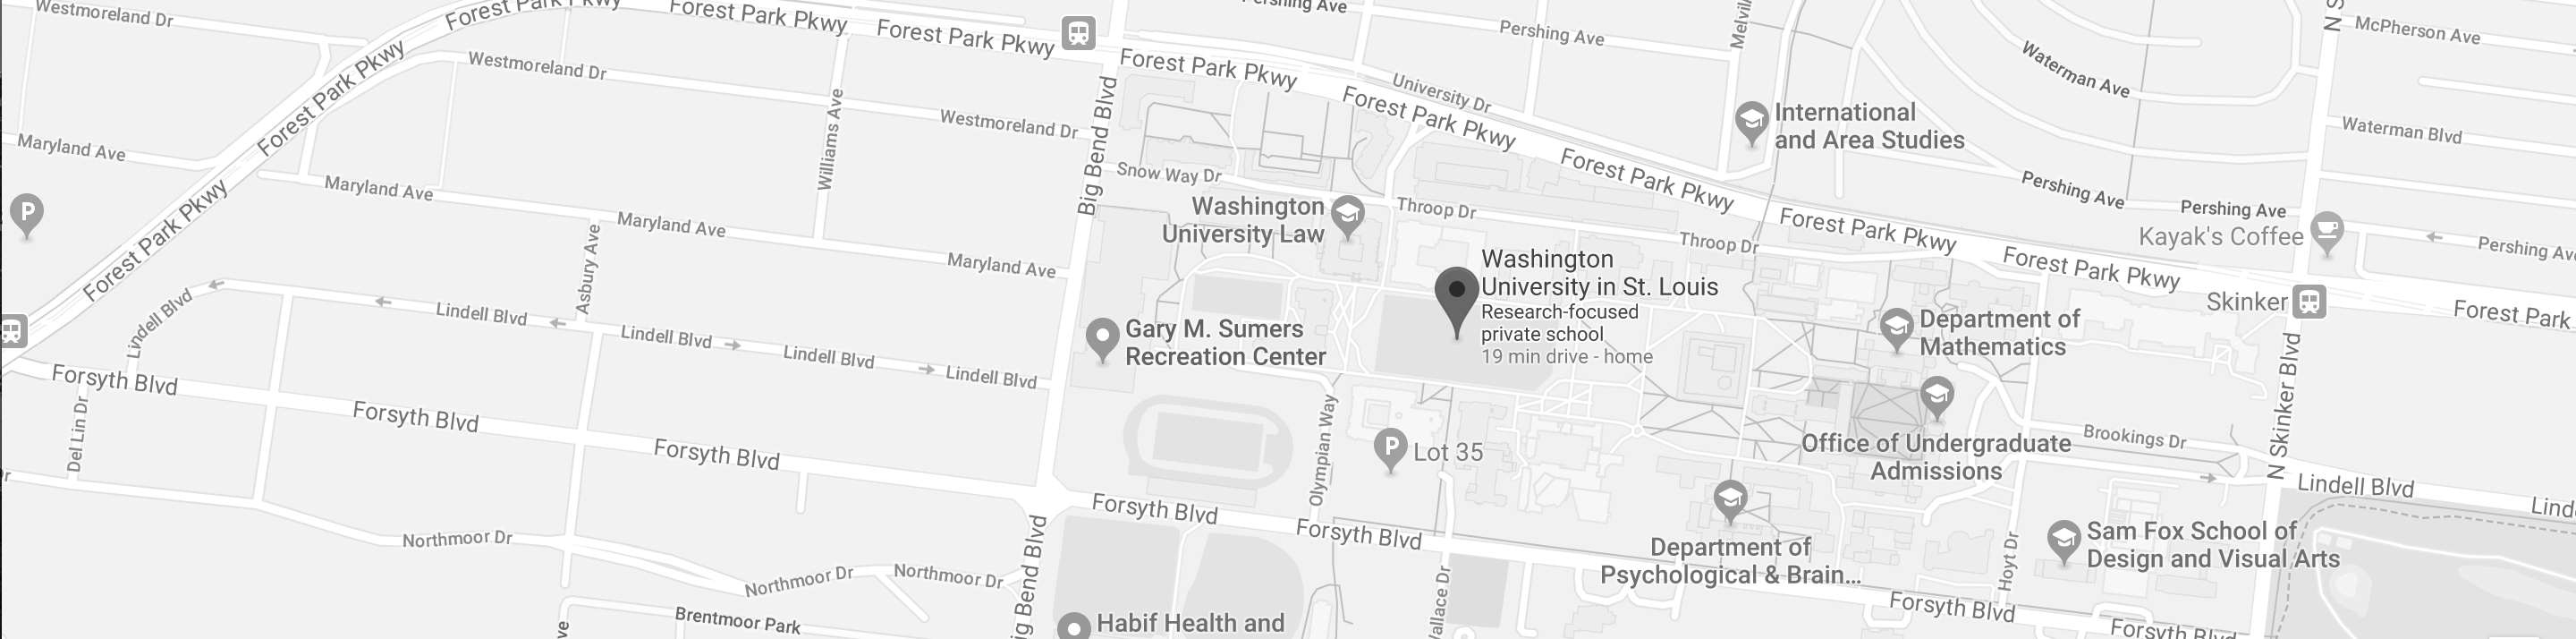 Westmoreland Dr
Forest Park Pkwy
Forest Park Pkwy
Forest Park Pkwy
Pershing Ave
Pershing Ave
Melvil
N S
McPherson Ave
Westmoreland Dr
Forest Park Pkwy
Forest Park Pkwy
University Dr
Waterman Ave
Forest Park Pkwy
Westmoreland Dr
Williams Ave
Big Bend Blvd
International
and Area Studies
Waterman Blvd
Maryland Ave
Maryland Ave
Snow Way Dr
Forest Park Pkwy
Pershing Ave
Pershing Ave
P
Maryland Ave
Washington
University Law
Throop Dr
Throop Dr
Forest Park Pkwy
Kayak's Coffee
Pershing Av
Forest Park Pkwy
Asbury Ave
Maryland Ave
Washington
University in St. Louis
Research-focused
private school
19 min drive - home
Forest Park Pkwy
Skinker
Forest Park
Lindell Blvd
Lindell Blvd
Lindell Blvd
Lindell Blvd
Lindell Blvd
Gary M. Sumers
Recreation Center
Department of
Mathematics
N Skinker Blvd
Forsyth Blvd
Del Lin Dr
Forsyth Blvd
Forsyth Blvd
Olympian Way
P
Lot 35
Office of Undergraduate
Admissions
Brookings Dr
Lindell Blvd
Lind
Forsyth Blvd
Forsyth Blvd
Northmoor Dr
Northmoor Dr
Northmoor Dr
ig Bend Blvd
Department of
Psychological & Brain...
Hoyt Dr
Sam Fox School of
Design and Visual Arts
Brentmoor Park
Habif Health and
Wallace Dr
Forsyth Blvd
Forsyth Blvd